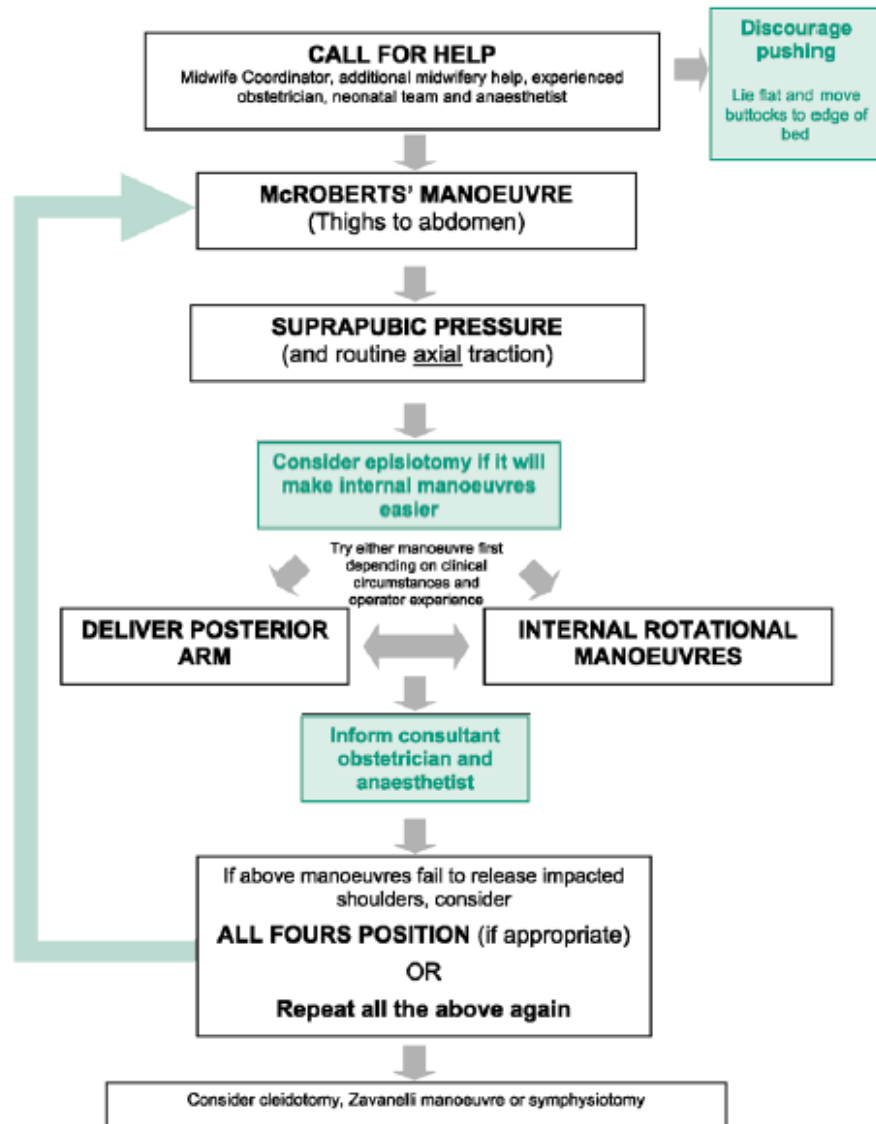 CALL FOR HELP
Midwife Coordinator, additional midwifery help, experienced
obstetrician, neonatal team and anaesthetist
Discourage
pushing
Lie flat and move
buttocks to edge of
bed
McROBERTS' MANOEUVRE
(Thighs to abdomen)
SUPRAPUBIC PRESSURE
(and routine axial traction)
Consider episiotomy if it will
make internal manoeuvres
easier
Try either manoeuvre first
depending on clinical
circumstances and
operator experience
DELIVER POSTERIOR
ARM
INTERNAL ROTATIONAL
MANOEUVRES
Inform consultant
obstetrician and
anaesthetist
If above manoeuvres fail to release impacted
shoulders, consider
ALL FOURS POSITION (if appropriate)
OR
Repeat all the above again
Consider cleidotomy, Zavanelli manoeuvre or symphysiotomy